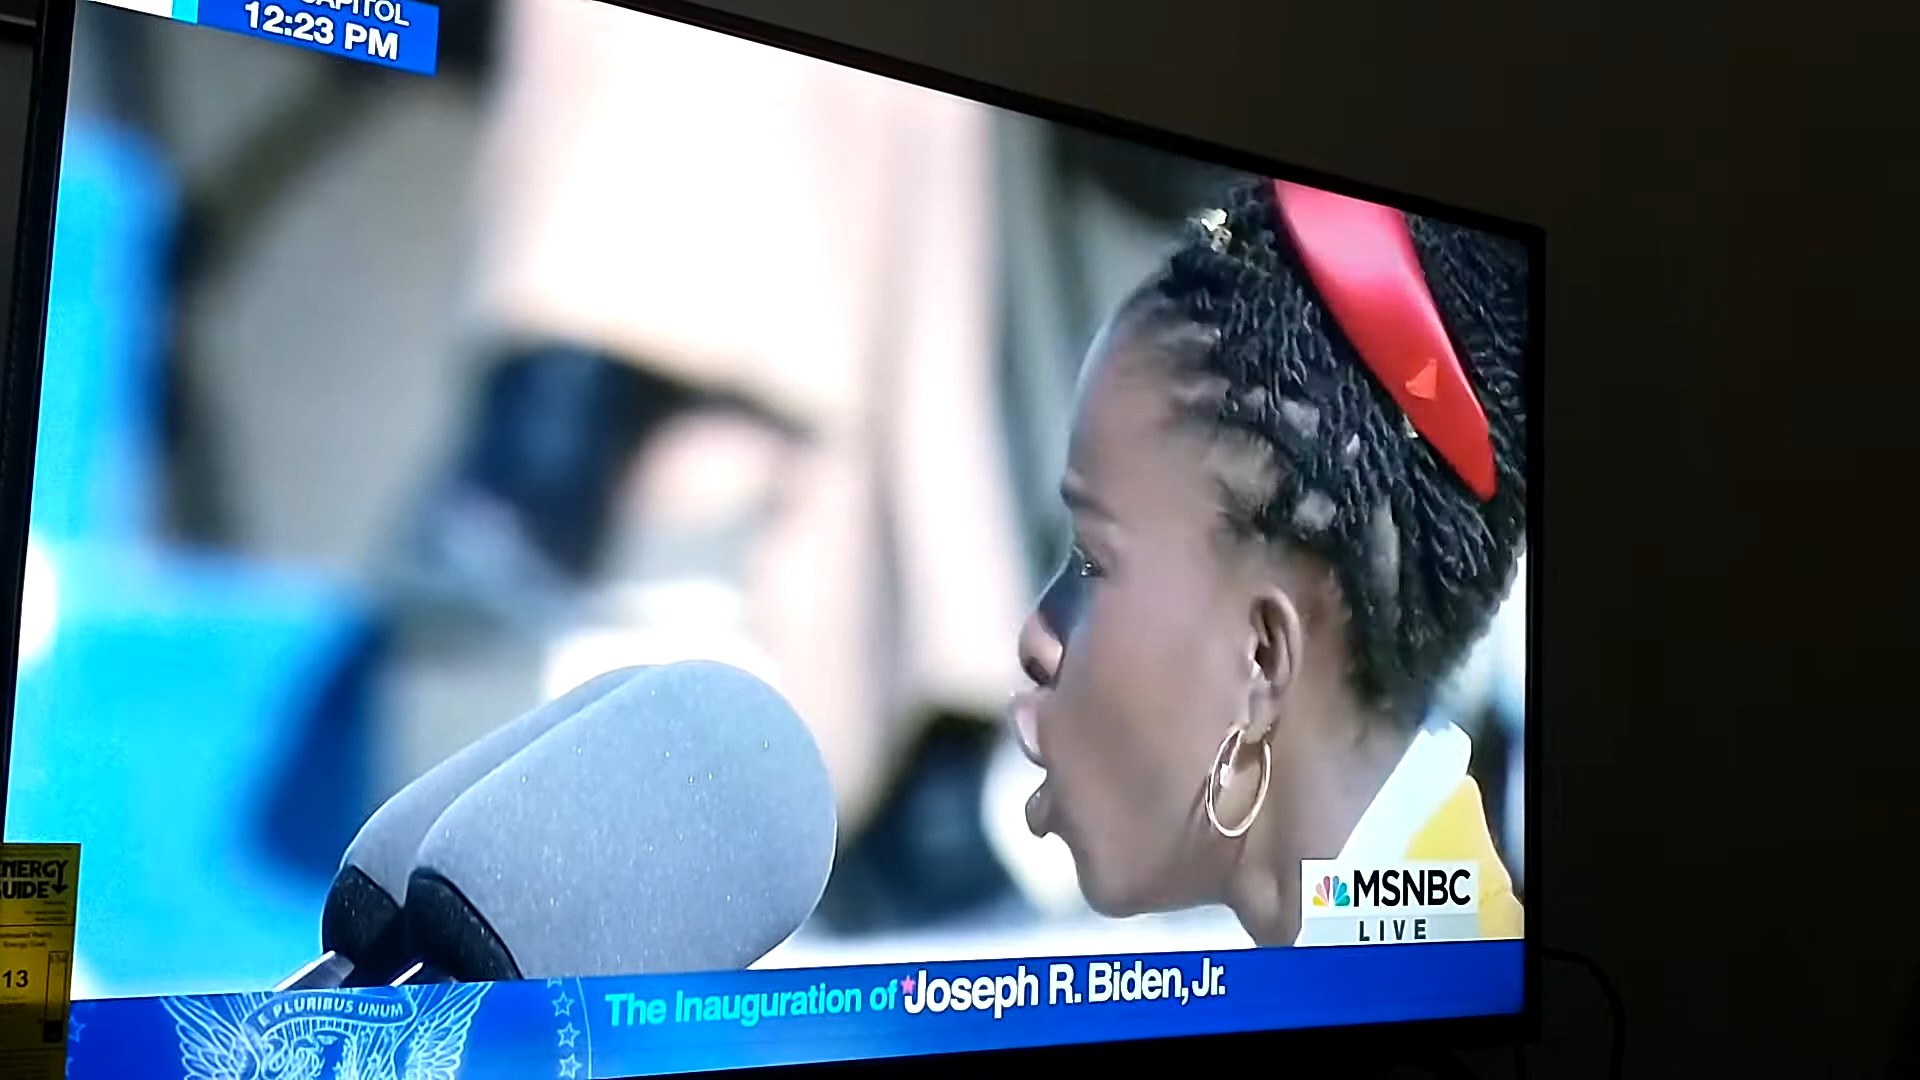 CAPITOL
12:23 PM
MSNBC
LIVE
The Inauguration of Joseph R. Biden, Jr.
E PLURIBUS UNUM
ENERGY
GUIDE
13